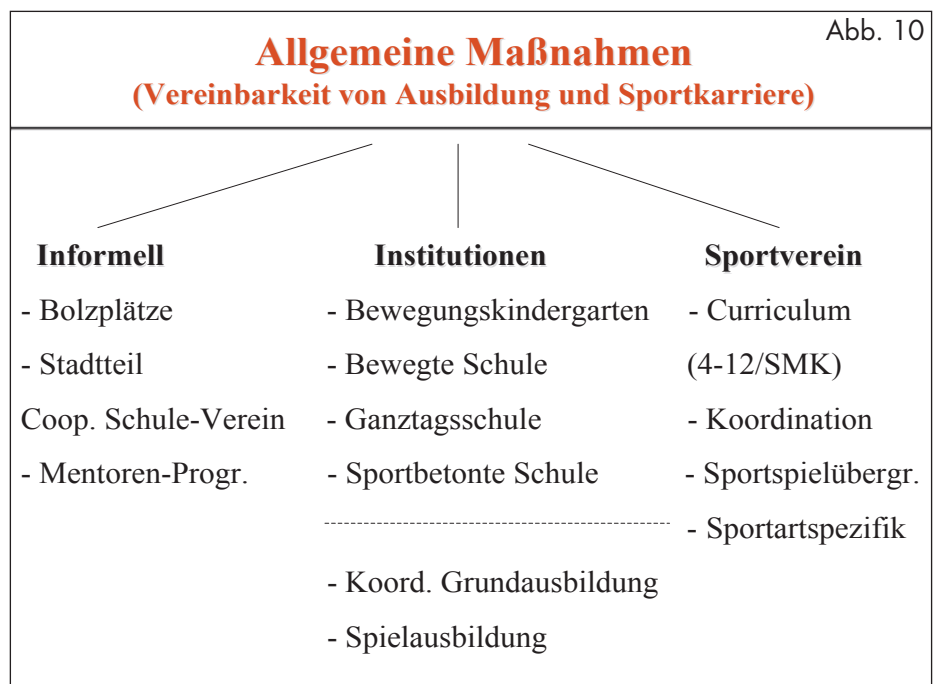 Abb. 10
Allgemeine Maßnahmen
(Vereinbarkeit von Ausbildung und Sportkarriere)
Informell
- Bolzplätze
- Stadtteil
Coop. Schule-Verein
- Mentoren-Progr.
Institutionen
- Bewegungskindergarten
- Bewegte Schule
- Ganztagsschule
- Sportbetonte Schule
- Koord. Grundausbildung
- Spielausbildung
Sportverein
- Curriculum
(4-12/SMK)
- Koordination
- Sportspielübergr.
- Sportartspezifik